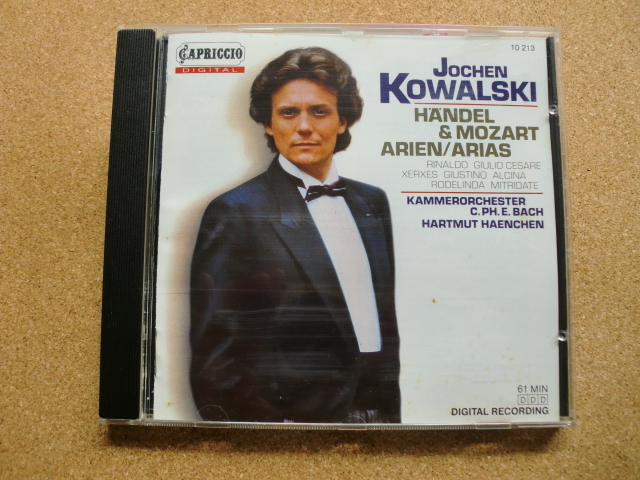 CAPRICCIO
DIGITAL
10 213
JOCHEN
KOWALSKI
HÄNDEL
& MOZART
ARIEN/ARIAS
RINALDO GIULIO CESARE
XERXES GIUSTINO ALCINA
RODELINDA MITRIDATE
KAMMERORCHESTER
C. PH. E. BACH
HARTMUT HAENCHEN
61 MIN
DDD
DIGITAL RECORDING